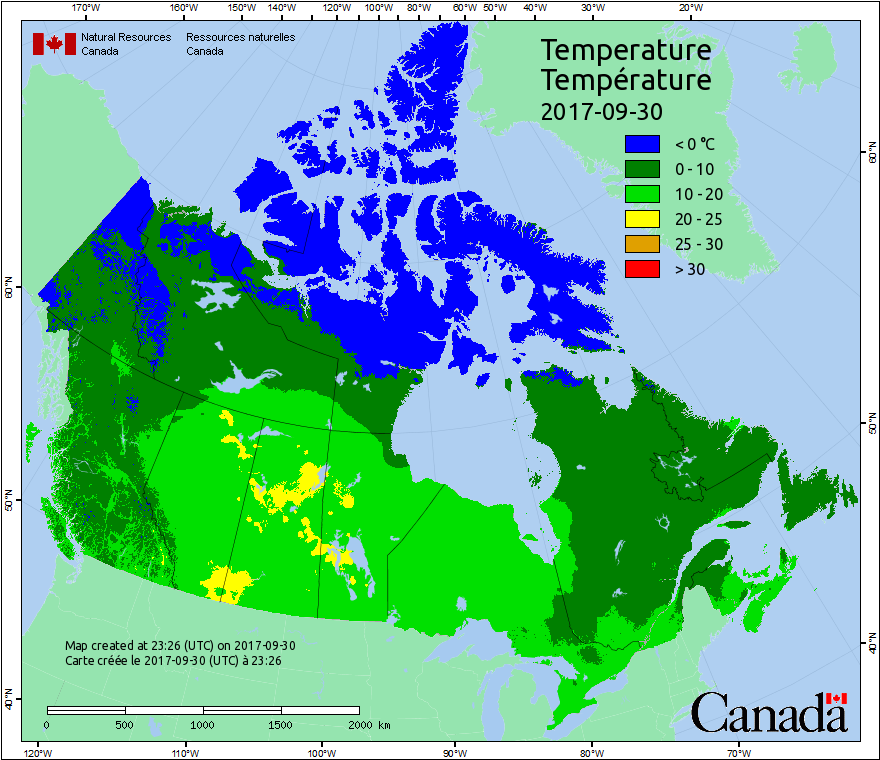 170°W 160°W 150°W 140°W 130°W 120°W 110°W 100°W 90°W 80°W 60°W 50°W 40°W 30°W 20°W
Natural Resources Canada
Ressources naturelles Canada
Temperature
Température
2017-09-30
< 0 °C
0 - 10
10 - 20
20 - 25
25 - 30
> 30
60°N
60°N
50°N
50°N
40°N
40°N
Map created at 23:26 (UTC) on 2017-09-30
Carte créée le 2017-09-30 (UTC) à 23:26
0 500 1000 1500 2000 km
Canada
120°W 110°W 100°W 90°W 80°W 70°W